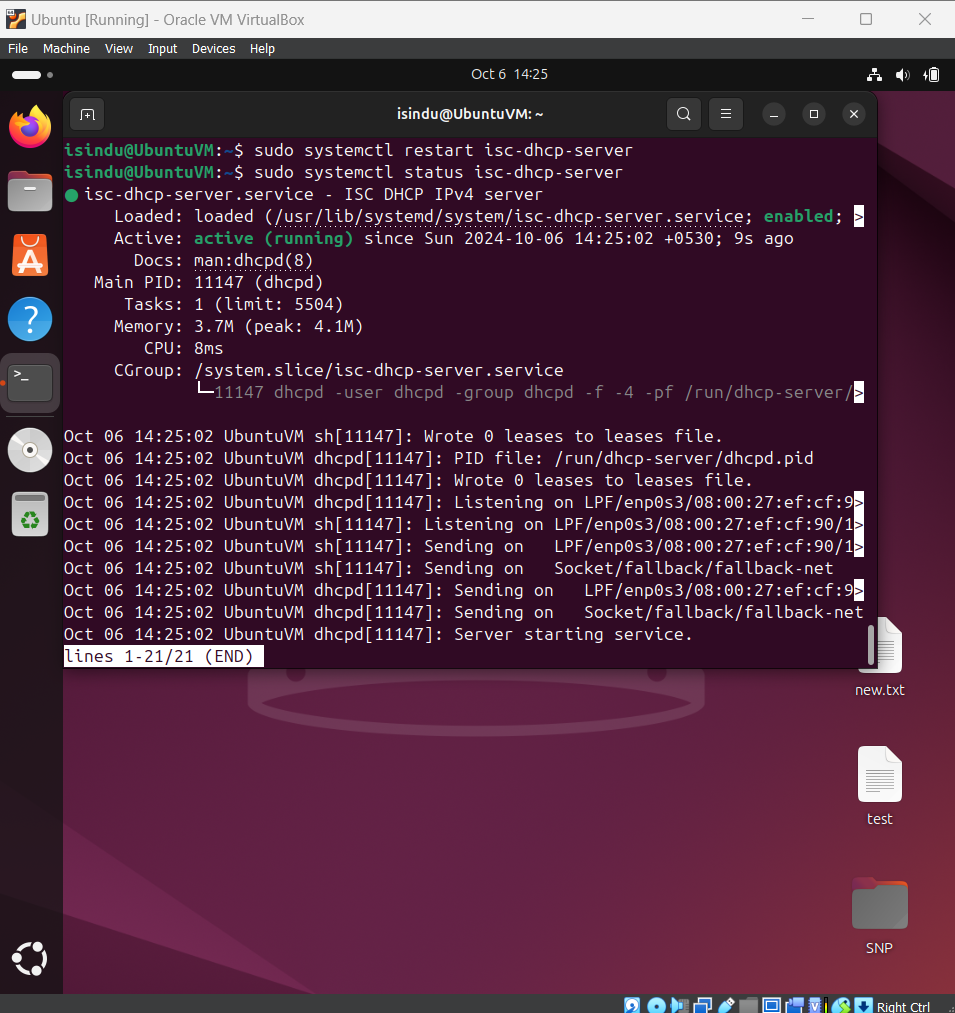 Ubuntu [Running] - Oracle VM VirtualBox
File Machine View Input Devices Help
Oct 6 14:25
isindu@UbuntuVM: ~
isindu@UbuntuVM:~$ sudo systemctl restart isc-dhcp-server
isindu@UbuntuVM:~$ sudo systemctl status isc-dhcp-server
● isc-dhcp-server.service - ISC DHCP IPv4 server
Loaded: loaded (/usr/lib/systemd/system/isc-dhcp-server.service; enabled; >
Active: active (running) since Sun 2024-10-06 14:25:02 +0530; 9s ago
Docs: man:dhcpd(8)
Main PID: 11147 (dhcpd)
Tasks: 1 (limit: 5504)
Memory: 3.7M (peak: 4.1M)
CPU: 8ms
CGroup: /system.slice/isc-dhcp-server.service
└─11147 dhcpd -user dhcpd -group dhcpd -f -4 -pf /run/dhcp-server/>
Oct 06 14:25:02 UbuntuVM sh[11147]: Wrote 0 leases to leases file.
Oct 06 14:25:02 UbuntuVM dhcpd[11147]: PID file: /run/dhcp-server/dhcpd.pid
Oct 06 14:25:02 UbuntuVM dhcpd[11147]: Wrote 0 leases to leases file.
Oct 06 14:25:02 UbuntuVM dhcpd[11147]: Listening on LPF/enp0s3/08:00:27:ef:cf:9>
Oct 06 14:25:02 UbuntuVM sh[11147]: Listening on LPF/enp0s3/08:00:27:ef:cf:90/1>
Oct 06 14:25:02 UbuntuVM sh[11147]: Sending on   LPF/enp0s3/08:00:27:ef:cf:90/1>
Oct 06 14:25:02 UbuntuVM sh[11147]: Sending on   Socket/fallback/fallback-net
Oct 06 14:25:02 UbuntuVM dhcpd[11147]: Sending on   LPF/enp0s3/08:00:27:ef:cf:9>
Oct 06 14:25:02 UbuntuVM dhcpd[11147]: Sending on   Socket/fallback/fallback-net
Oct 06 14:25:02 UbuntuVM dhcpd[11147]: Server starting service.
lines 1-21/21 (END)
new.txt
test
SNP
Right Ctrl